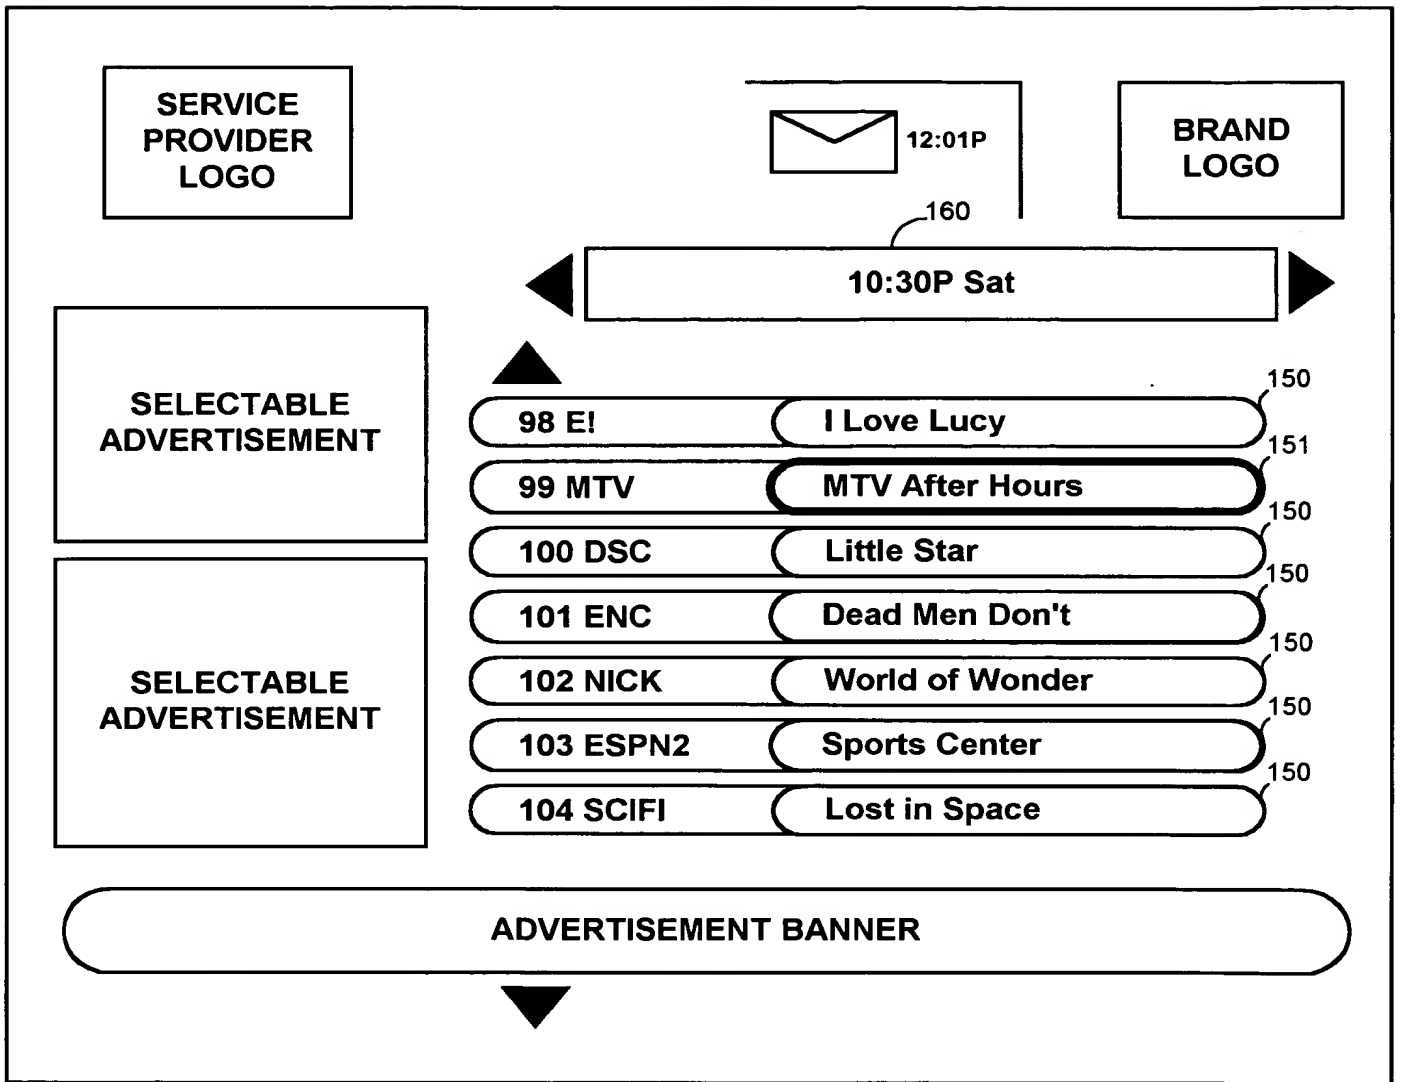 SERVICE
PROVIDER
LOGO
12:01P
BRAND
LOGO
160
10:30P Sat
SELECTABLE
ADVERTISEMENT
150
98 E! I Love Lucy
151
99 MTV MTV After Hours
150
100 DSC Little Star
150
101 ENC Dead Men Don't
150
102 NICK World of Wonder
150
103 ESPN2 Sports Center
150
104 SCIFI Lost in Space
SELECTABLE
ADVERTISEMENT
ADVERTISEMENT BANNER